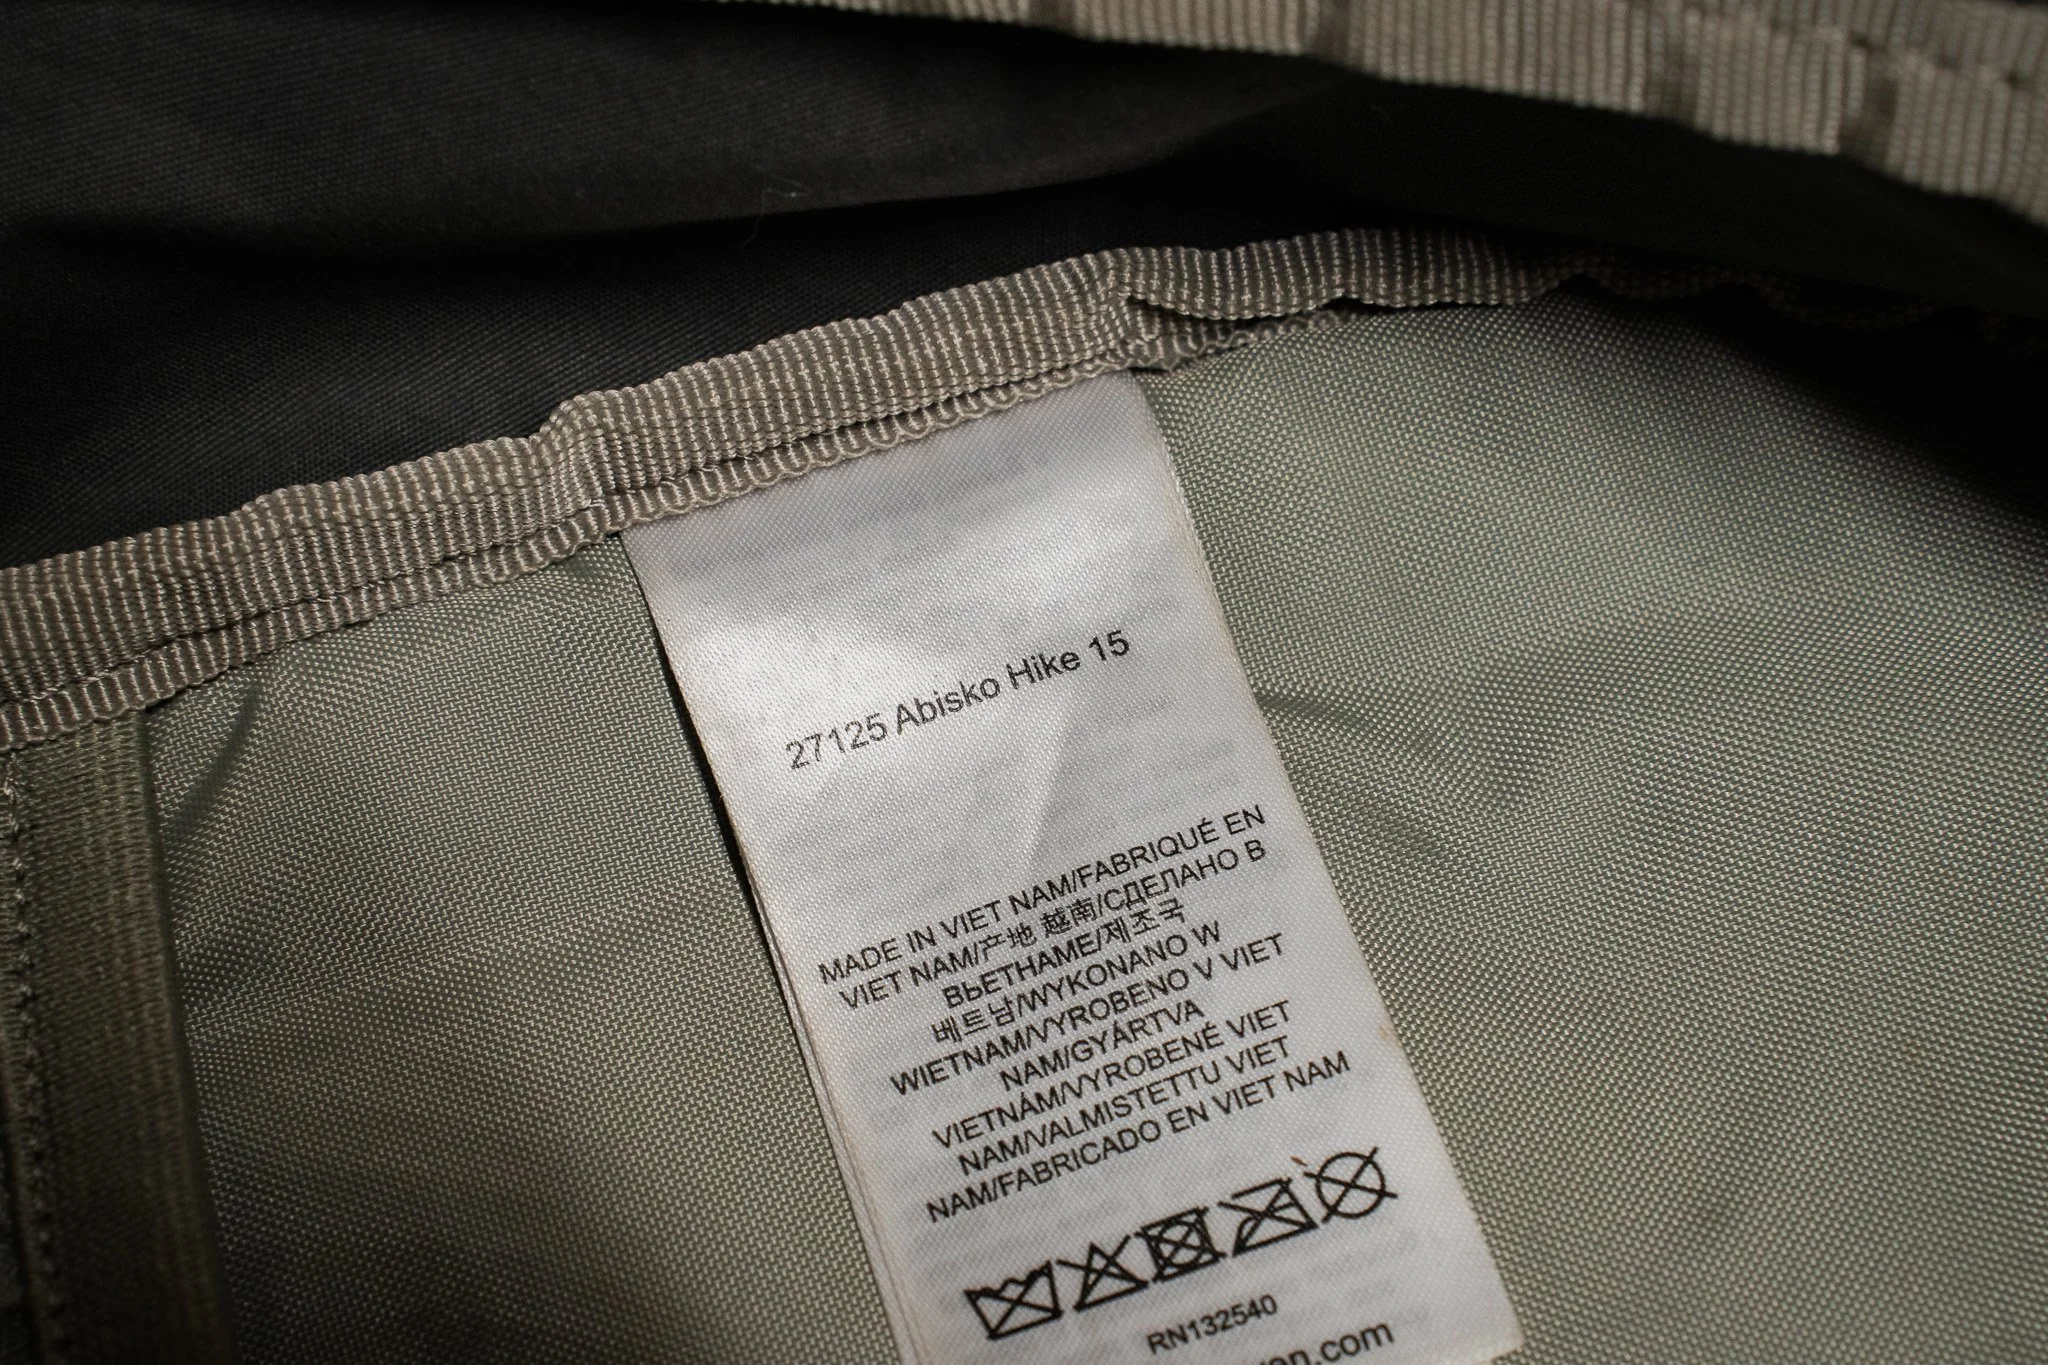 27125 Abisko Hike 15
MADE IN VIET NAM/FABRIQUÉ EN
VIET NAM/产地 越南/СДЕЛАНО В
ВЬЕТНАМЕ/제조국
베트남/WYKONANO W
WIETNAM/VYROBENO V VIET
NAM/GYÁRTVA
VIETNÁM/VYROBENÉ VIET
NAM/VALMISTETTU VIET
NAM/FABRICADO EN VIET NAM
RN132540